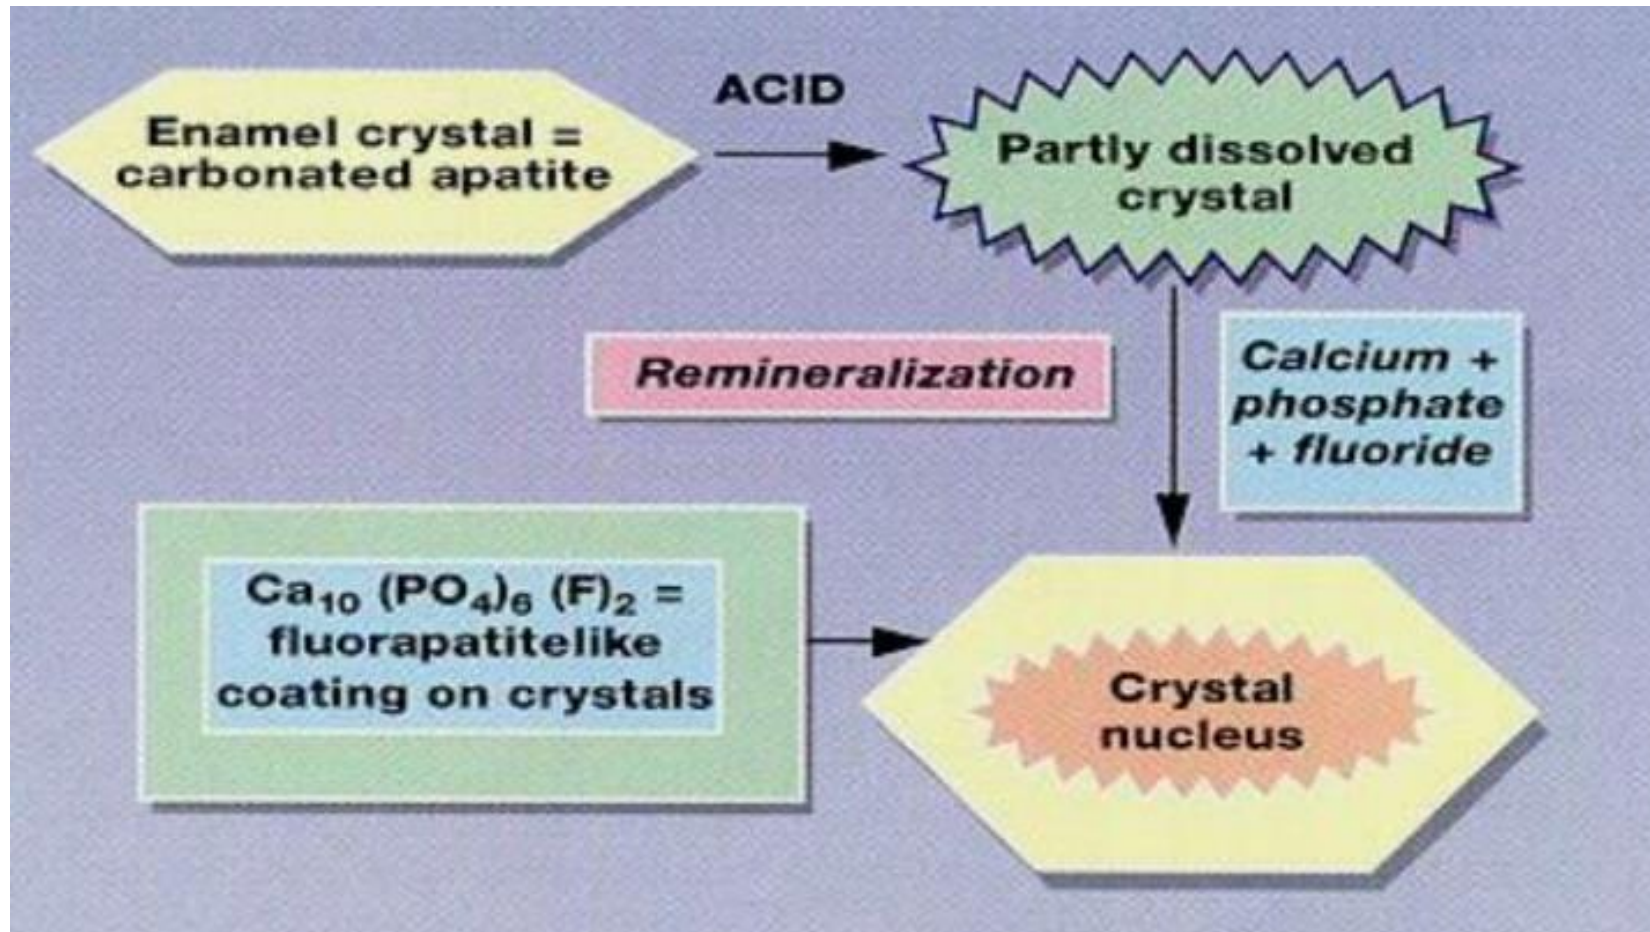 Enamel crystal =
carbonated apatite
ACID
Partly dissolved
crystal
Remineralization
Calcium +
phosphate
+ fluoride
Ca₁₀ (PO₄)₆ (F)₂ =
fluorapatitelike
coating on crystals
Crystal
nucleus